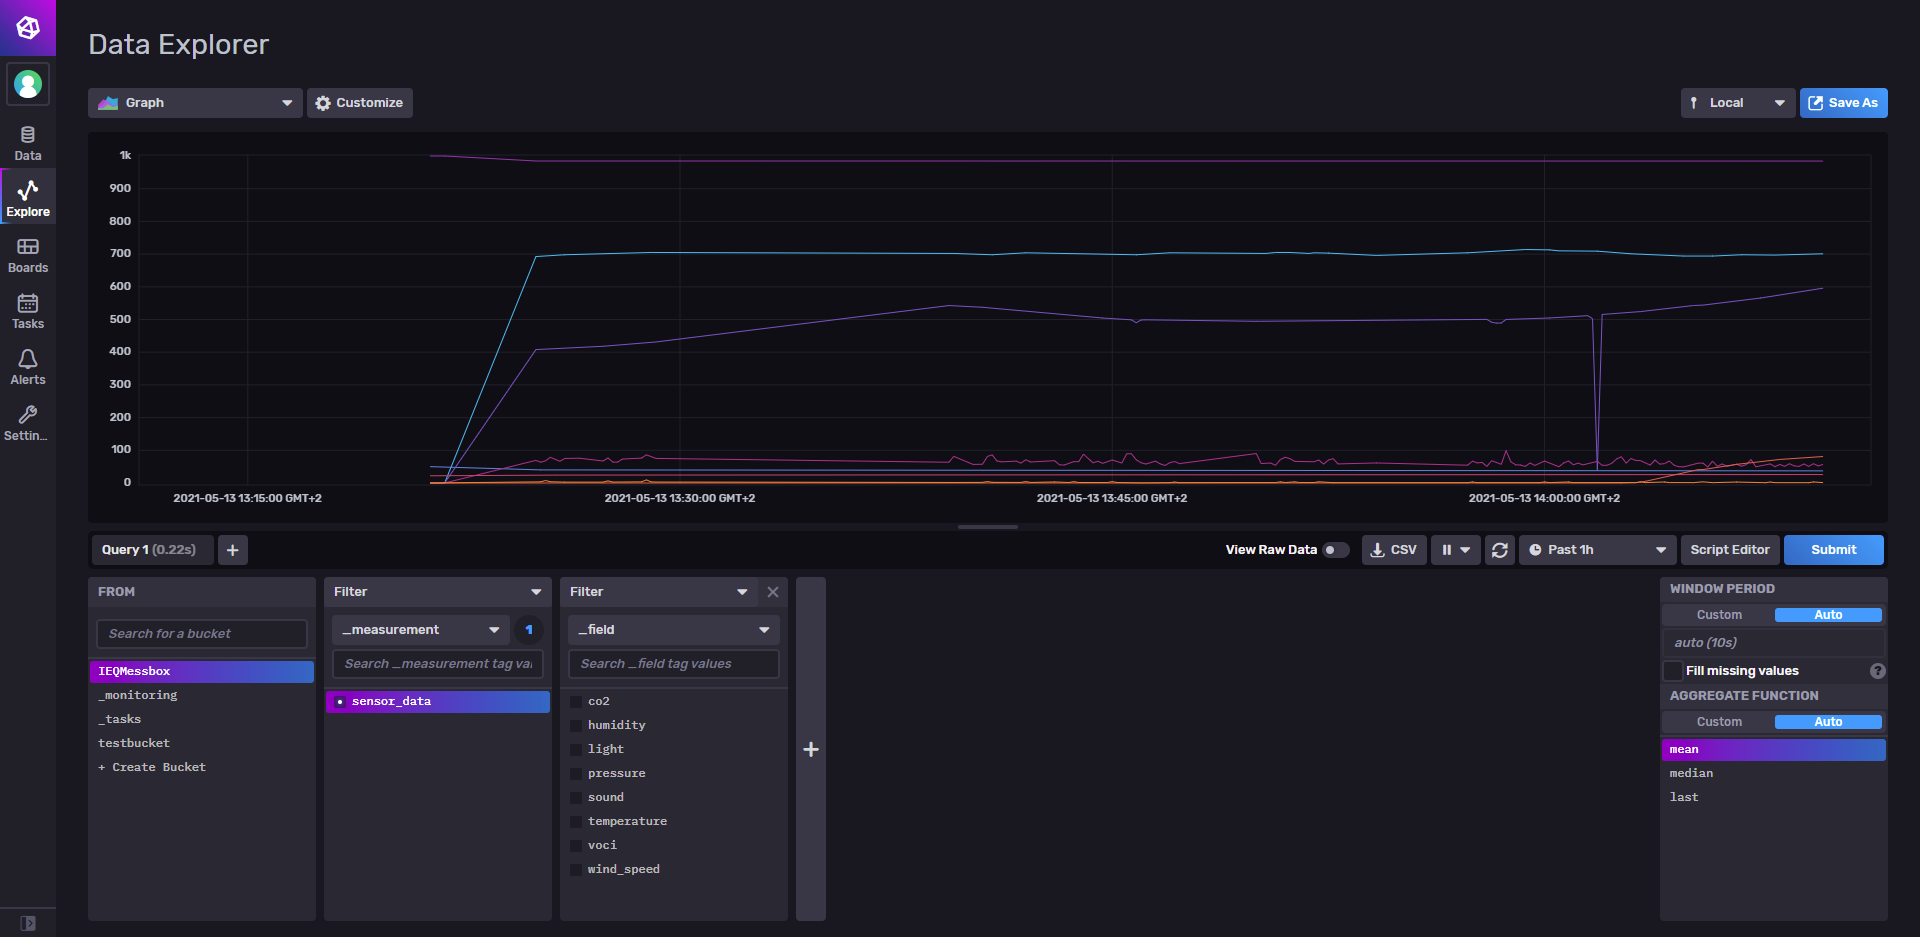 Data Explorer
Graph
Customize
Local
Save As
Data
Explore
Boards
Tasks
Alerts
Settin...
1k
900
800
700
600
500
400
300
200
100
0
2021-05-13 13:15:00 GMT+2
2021-05-13 13:30:00 GMT+2
2021-05-13 13:45:00 GMT+2
2021-05-13 14:00:00 GMT+2
Query 1 (0.22s)
+
View Raw Data
CSV
Past 1h
Script Editor
Submit
FROM
Search for a bucket
IEQMessbox
_monitoring
_tasks
testbucket
+ Create Bucket
Filter
_measurement
1
Search _measurement tag val
sensor_data
Filter
_field
Search _field tag values
co2
humidity
light
pressure
sound
temperature
voci
wind_speed
+
WINDOW PERIOD
Custom
Auto
auto (10s)
Fill missing values
?
AGGREGATE FUNCTION
Custom
Auto
mean
median
last